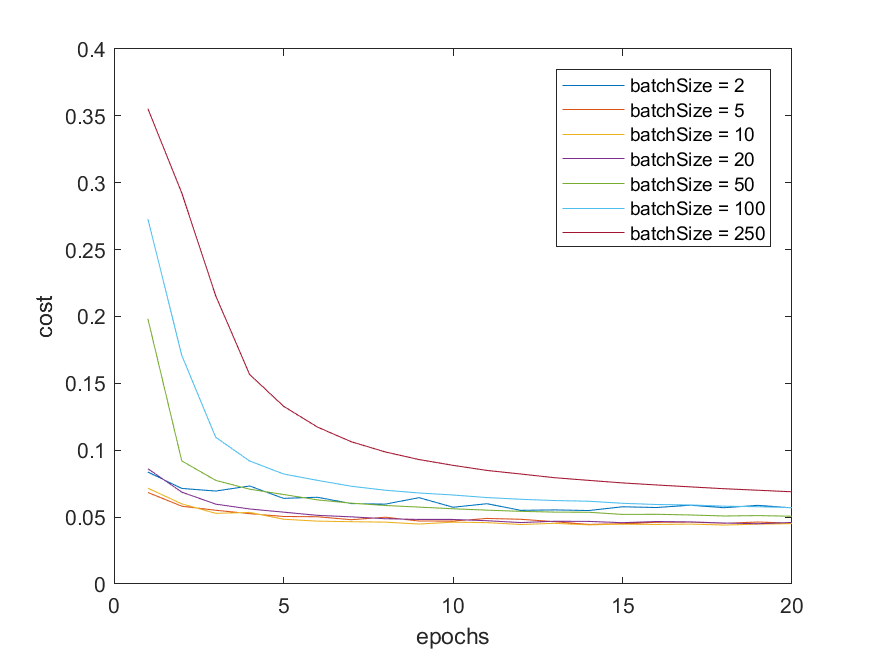 0.4
0.35
0.3
0.25
0.2
0.15
0.1
0.05
0
cost
batchSize = 2
batchSize = 5
batchSize = 10
batchSize = 20
batchSize = 50
batchSize = 100
batchSize = 250
0 5 10 15 20
epochs